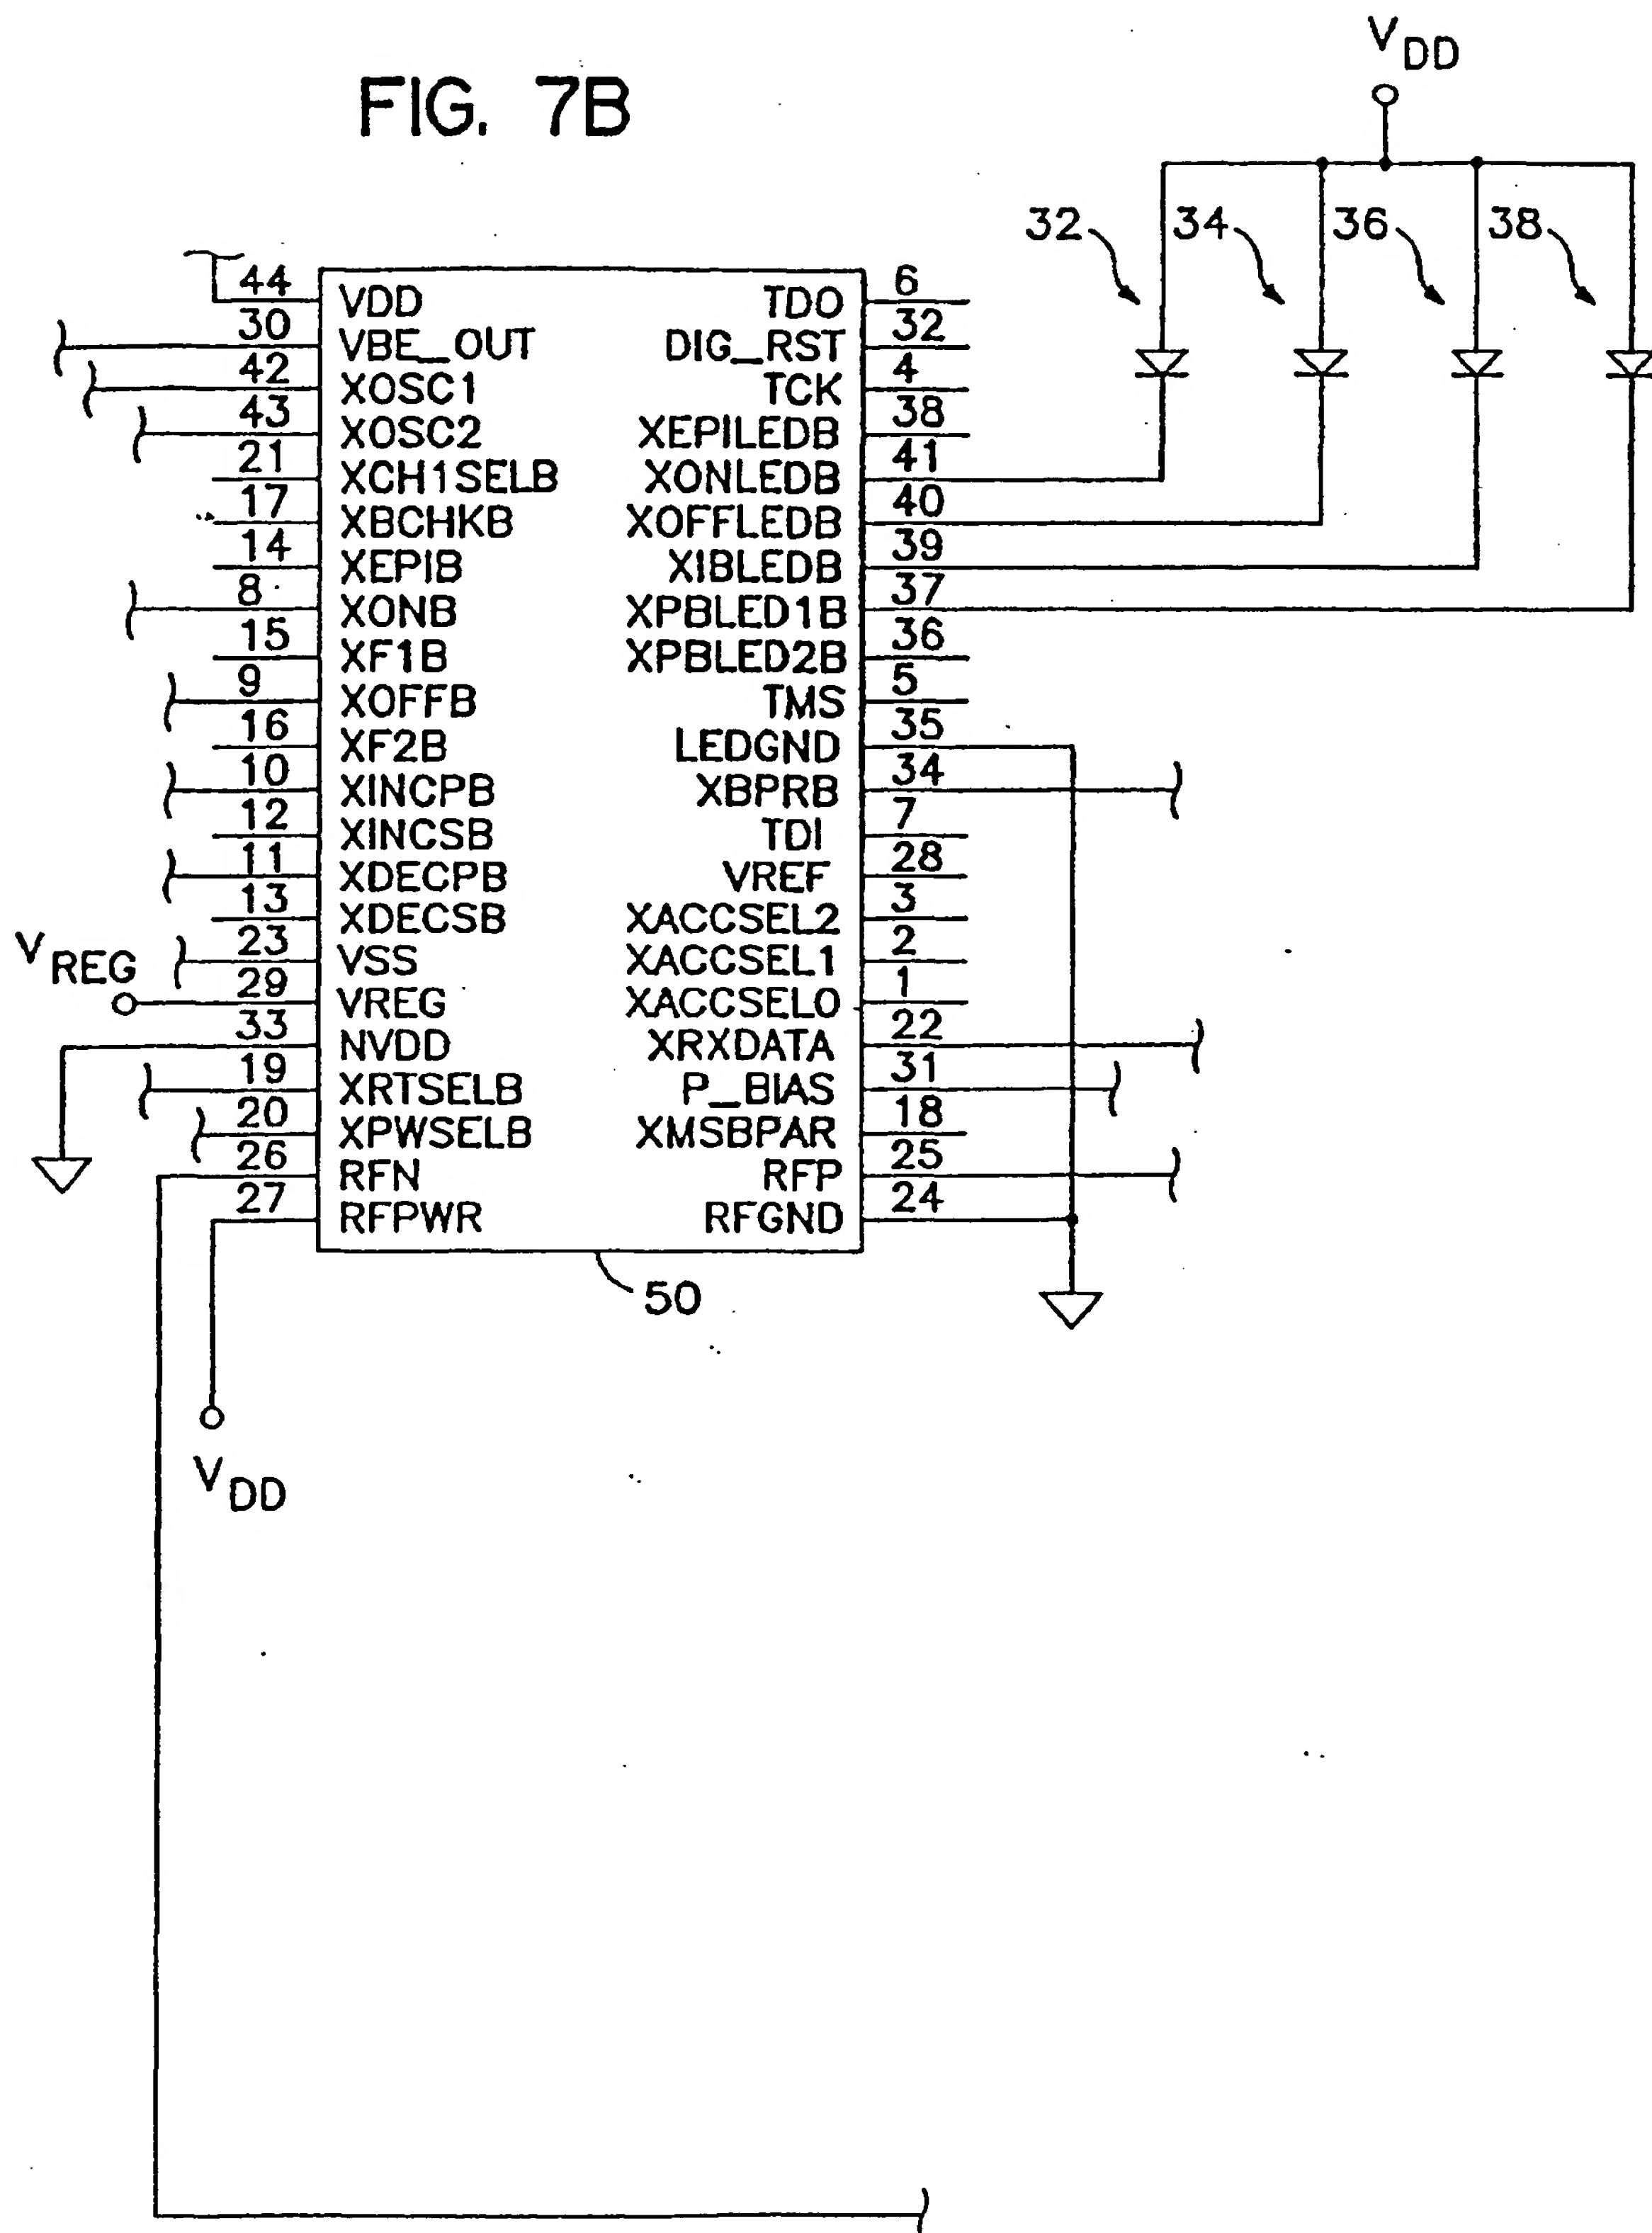 FIG. 7B
V DD
32 34 36 38
44 VDD TDO 6
30 VBE_OUT DIG_RST 32
42 XOSC1 TCK 4
43 XOSC2 XEPILEDB 38
21 XCH1SELB XONLEDB 41
17 XBCHKB XOFFLEDB 40
14 XEPIB XIBLEDB 39
8 XONB XPBLED1B 37
15 XF1B XPBLED2B 36
9 XOFFB TMS 5
16 XF2B LEDGND 35
10 XINCPB XBPRB 34
12 XINCSB TDI 7
11 XDECPB VREF 28
13 XDECSB XACCSEL2 3
23 VSS XACCSEL1 2
V REG 29 VREG XACCSEL0 1
33 NVDD XRXDATA 22
19 XRTSELB P_BIAS 31
20 XPWSELB XMSBPAR 18
26 RFN RFP 25
27 RFPWR RFGND 24
50
V DD